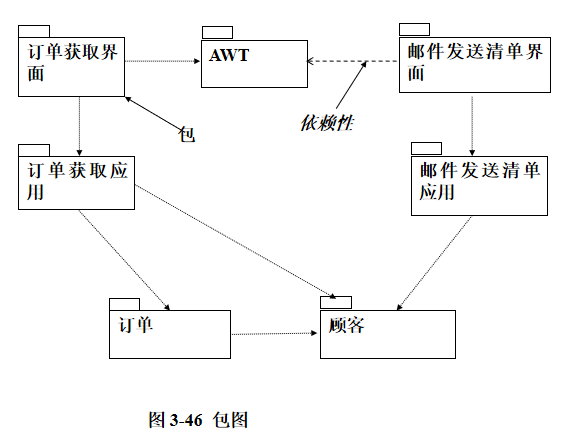 订单获取界
面
AWT
邮件发送清单界
面
包
依赖性
订单获取应
用
邮件发送清单
应用
订单
顾客
图 3-46 包图